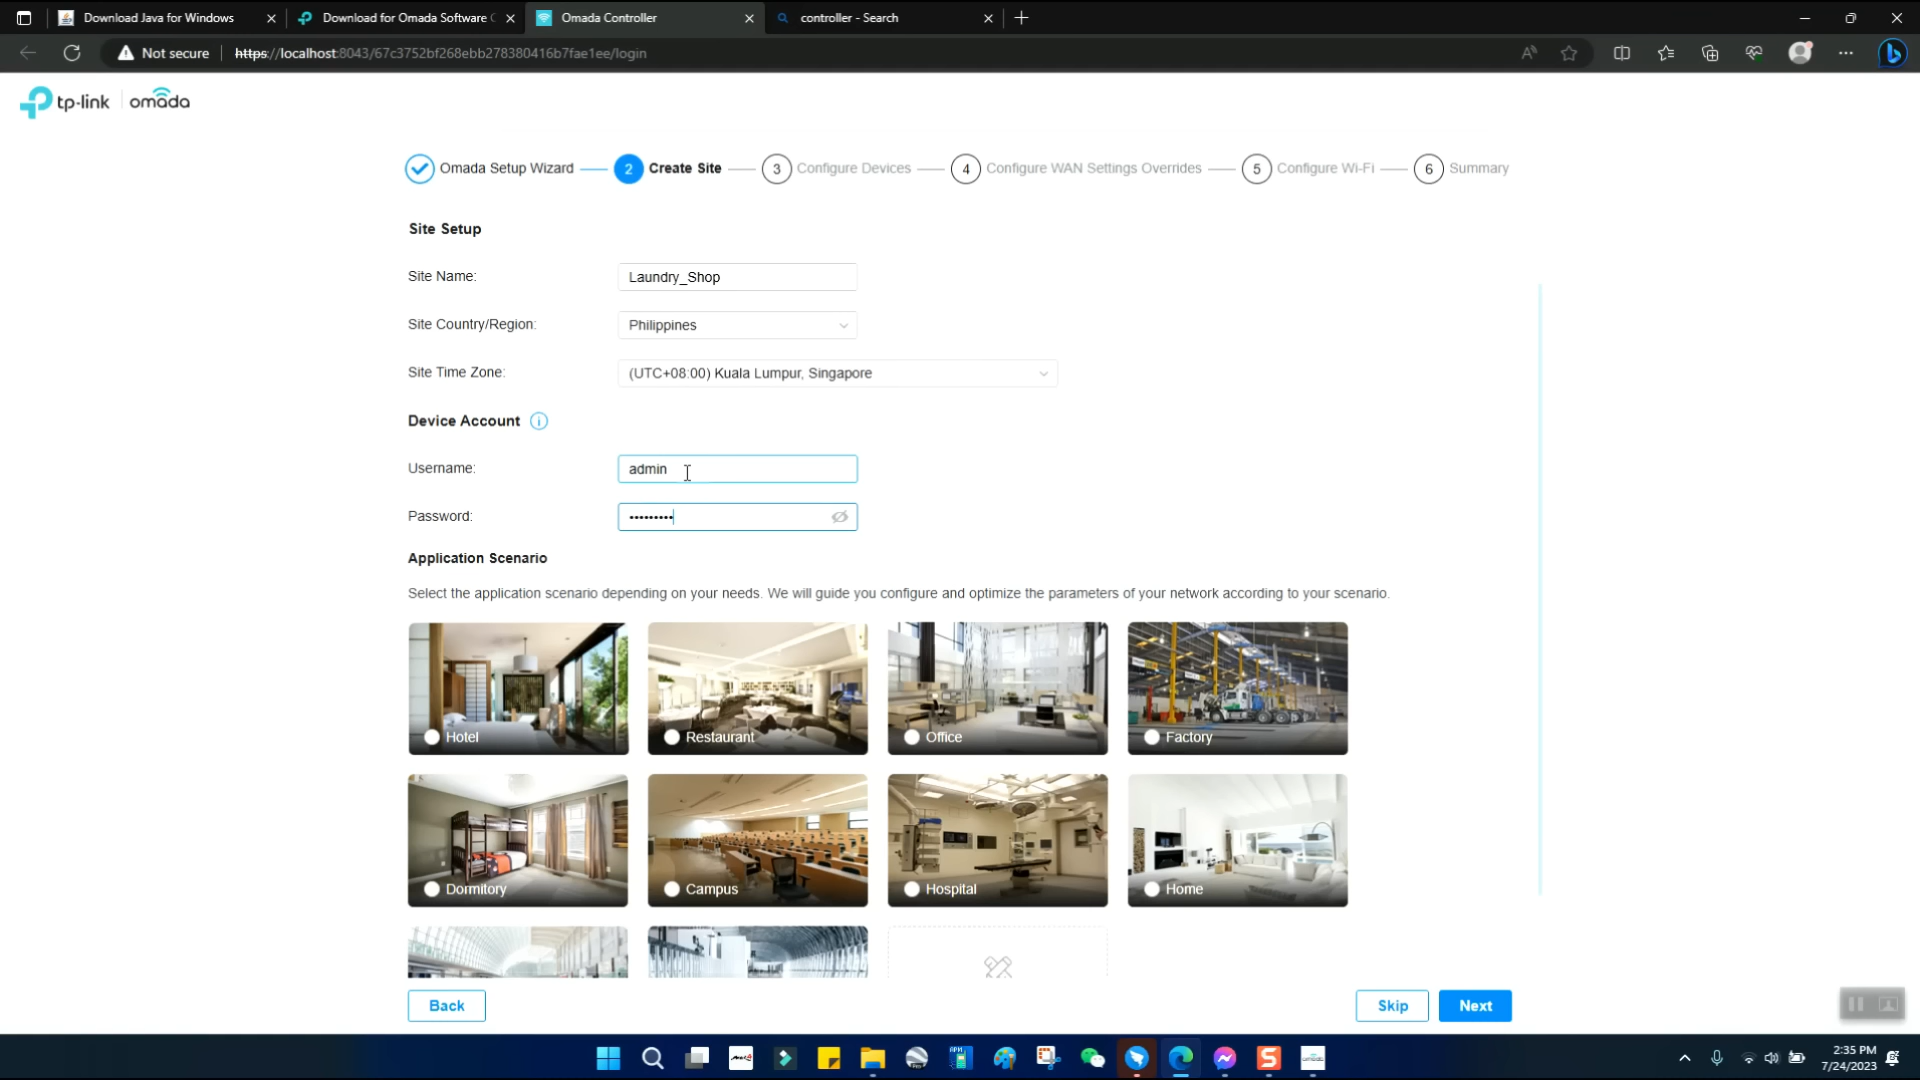 Download Java for Windows
Download for Omada Software C
Omada Controller
controller - Search
Not secure
https://localhost:8043/67c3752bf268ebb278380416b7fae1ee/login
tp-link omada
Omada Setup Wizard
2 Create Site
3 Configure Devices
4 Configure WAN Settings Overrides
5 Configure Wi-Fi
6 Summary
Site Setup
Site Name: Laundry_Shop
Site Country/Region: Philippines
Site Time Zone: (UTC+08:00) Kuala Lumpur, Singapore
Device Account
Username: admin
Password: •••••••••
Application Scenario
Select the application scenario depending on your needs. We will guide you configure and optimize the parameters of your network according to your scenario.
Hotel Restaurant Office Factory
Dormitory Campus Hospital Home
Back Skip Next
2:35 PM
7/24/2023